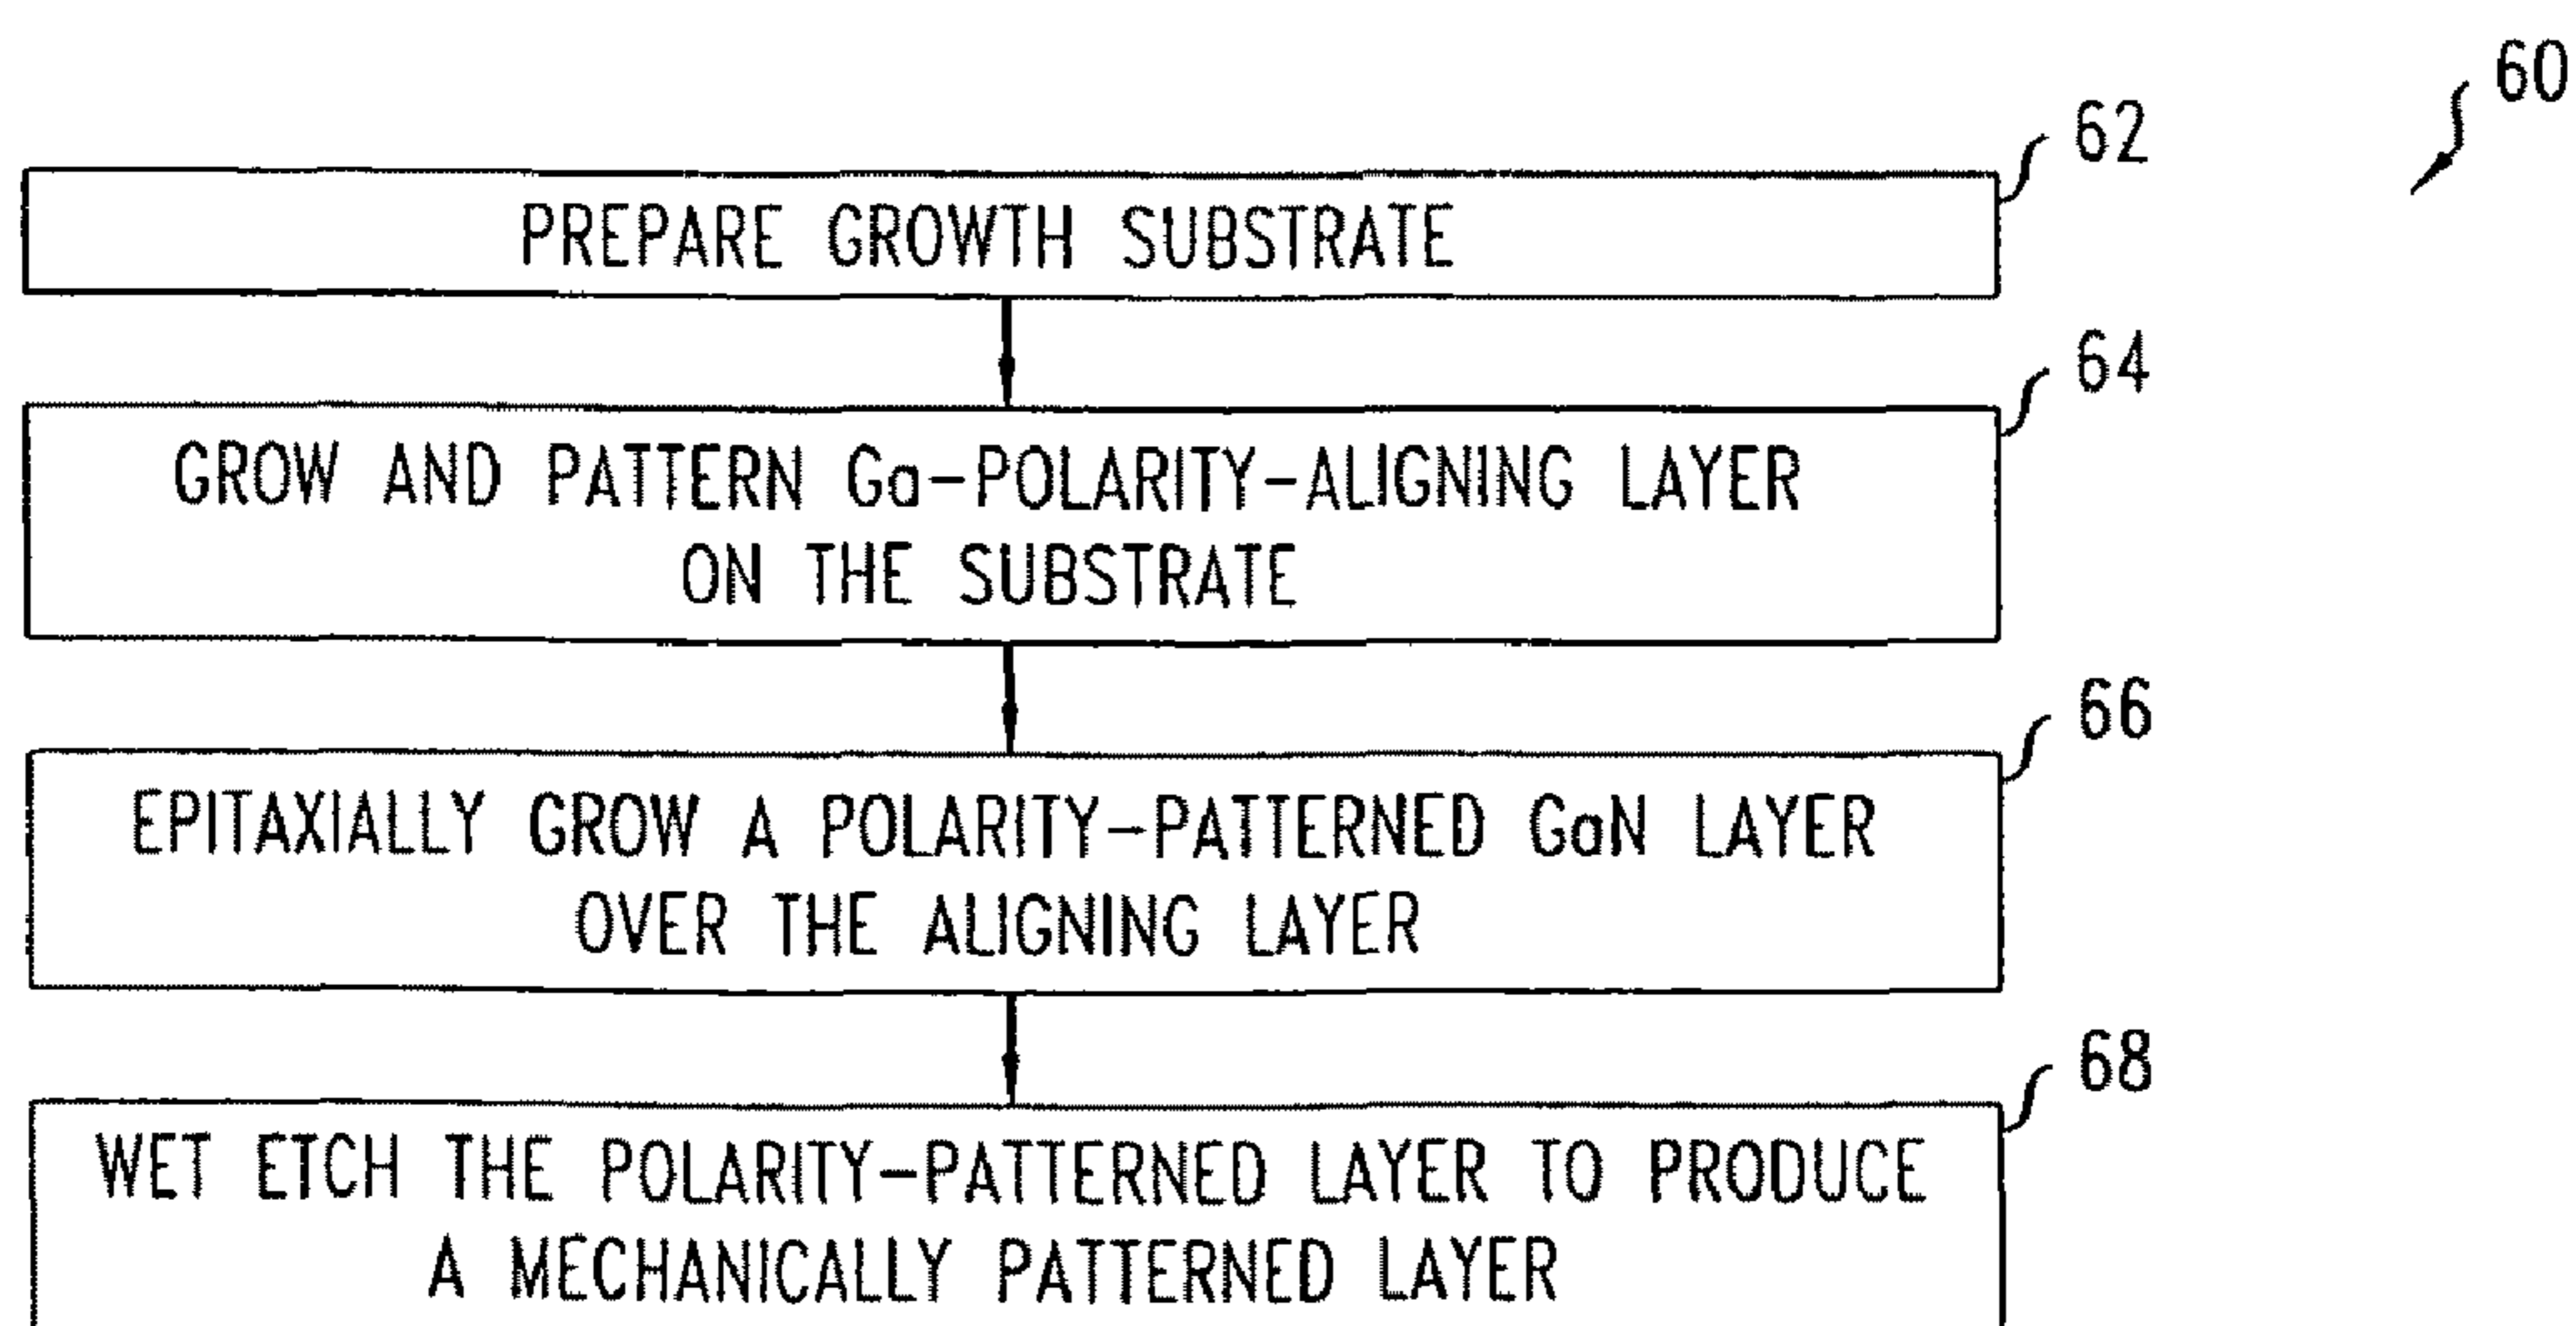 60
62
PREPARE GROWTH SUBSTRATE
64
GROW AND PATTERN Ga-POLARITY-ALIGNING LAYER
ON THE SUBSTRATE
66
EPITAXIALLY GROW A POLARITY-PATTERNED GaN LAYER
OVER THE ALIGNING LAYER
68
WET ETCH THE POLARITY-PATTERNED LAYER TO PRODUCE
A MECHANICALLY PATTERNED LAYER